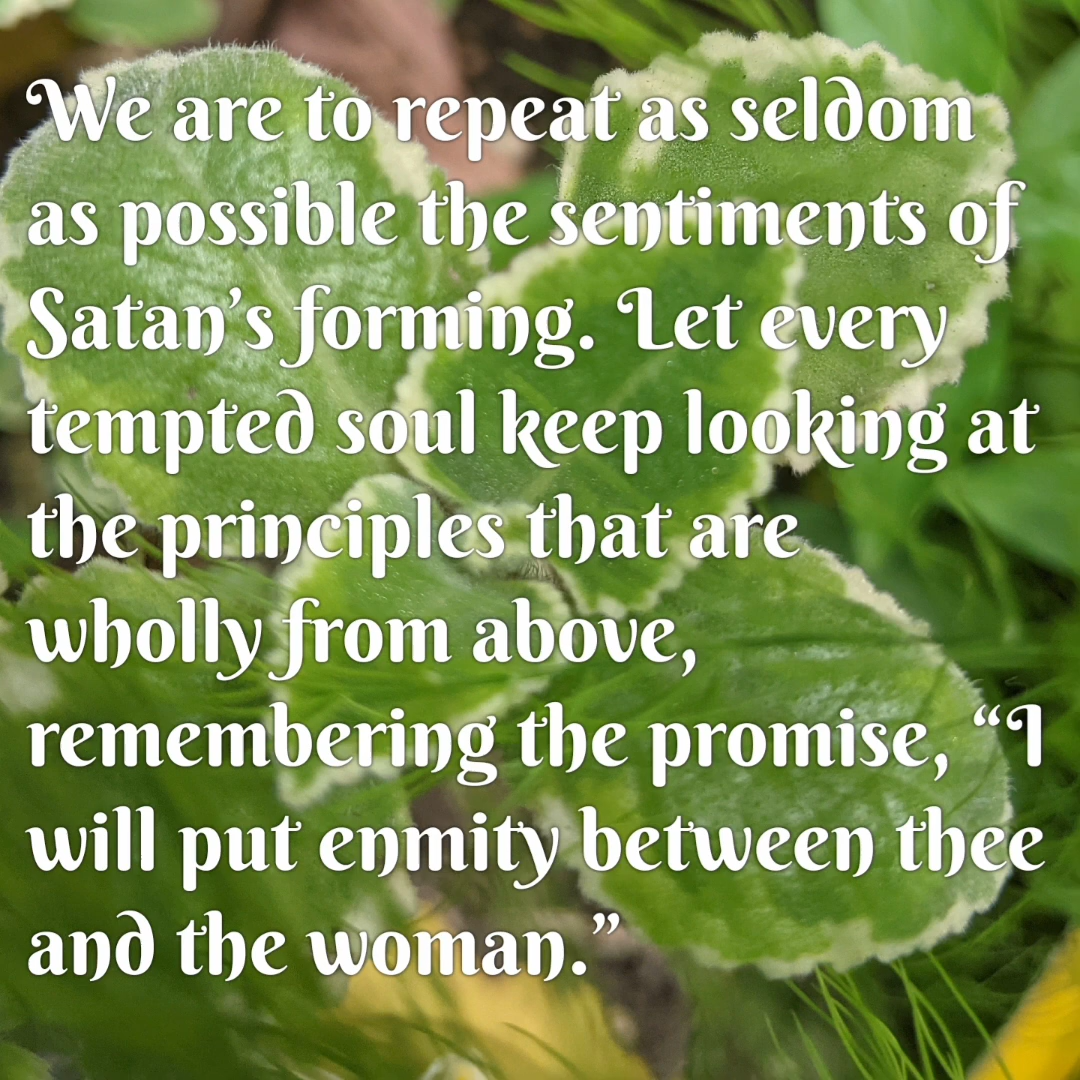 We are to repeat as seldom
as possible the sentiments of
Satan’s forming. Let every
tempted soul keep looking at
the principles that are
wholly from above,
remembering the promise, “I
will put enmity between thee
and the woman.”